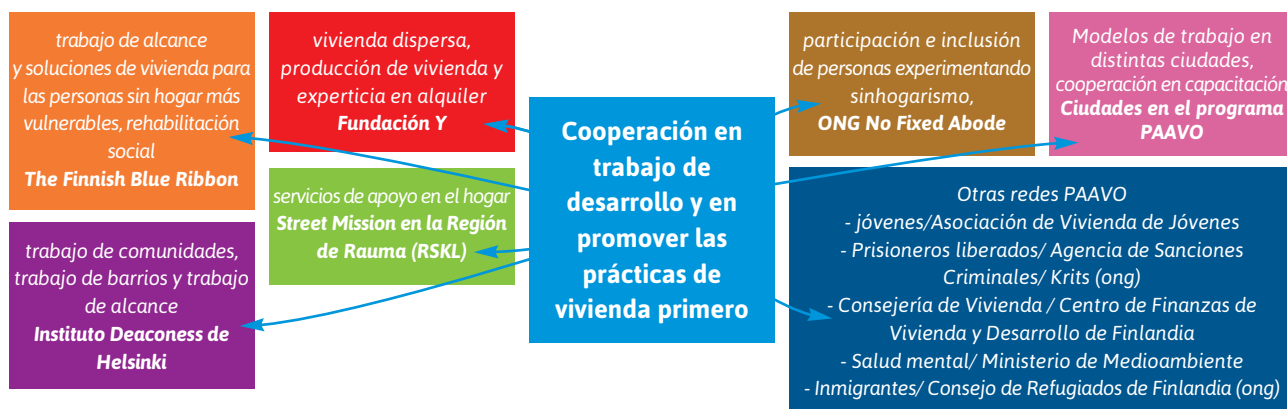 trabajo de alcance
y soluciones de vivienda para
las personas sin hogar más
vulnerables, rehabilitación
social
The Finnish Blue Ribbon
vivienda dispersa,
producción de vivienda y
experticia en alquiler
Fundación Y
servicios de apoyo en el hogar
Street Mission en la Región
de Rauma (RSKL)
trabajo de comunidades,
trabajo de barrios y trabajo
de alcance
Instituto Deaconess de
Helsinki
Cooperación en
trabajo de
desarrollo y en
promover las
prácticas de
vivienda primero
participación e inclusión
de personas experimentando
sinhogarismo,
ONG No Fixed Abode
Modelos de trabajo en
distintas ciudades,
cooperación en capacitación
Ciudades en el programa
PAAVO
Otras redes PAAVO
- jóvenes/Asociación de Vivienda de Jóvenes
- Prisioneros liberados/ Agencia de Sanciones
Criminales/ Krits (ong)
- Consejería de Vivienda / Centro de Finanzas de
Vivienda y Desarrollo de Finlandia
- Salud mental/ Ministerio de Medioambiente
- Inmigrantes/ Consejo de Refugiados de Finlandia (ong)